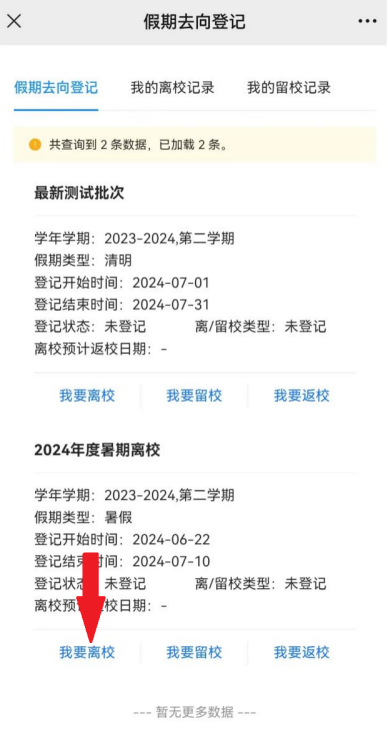 假期去向登记
假期去向登记 我的离校记录 我的留校记录
共查询到 2 条数据，已加载 2 条。
最新测试批次
学年学期：2023-2024,第二学期
假期类型：清明
登记开始时间：2024-07-01
登记结束时间：2024-07-31
登记状态：未登记 离/留校类型：未登记
离校预计返校日期：-
我要离校 我要留校 我要返校
2024年度暑期离校
学年学期：2023-2024,第二学期
假期类型：暑假
登记开始时间：2024-06-22
登记结 时间：2024-07-10
登记状 未登记 离/留校类型：未登记
离校预 校日期：-
我要离校 我要留校 我要返校
--- 暂无更多数据 ---